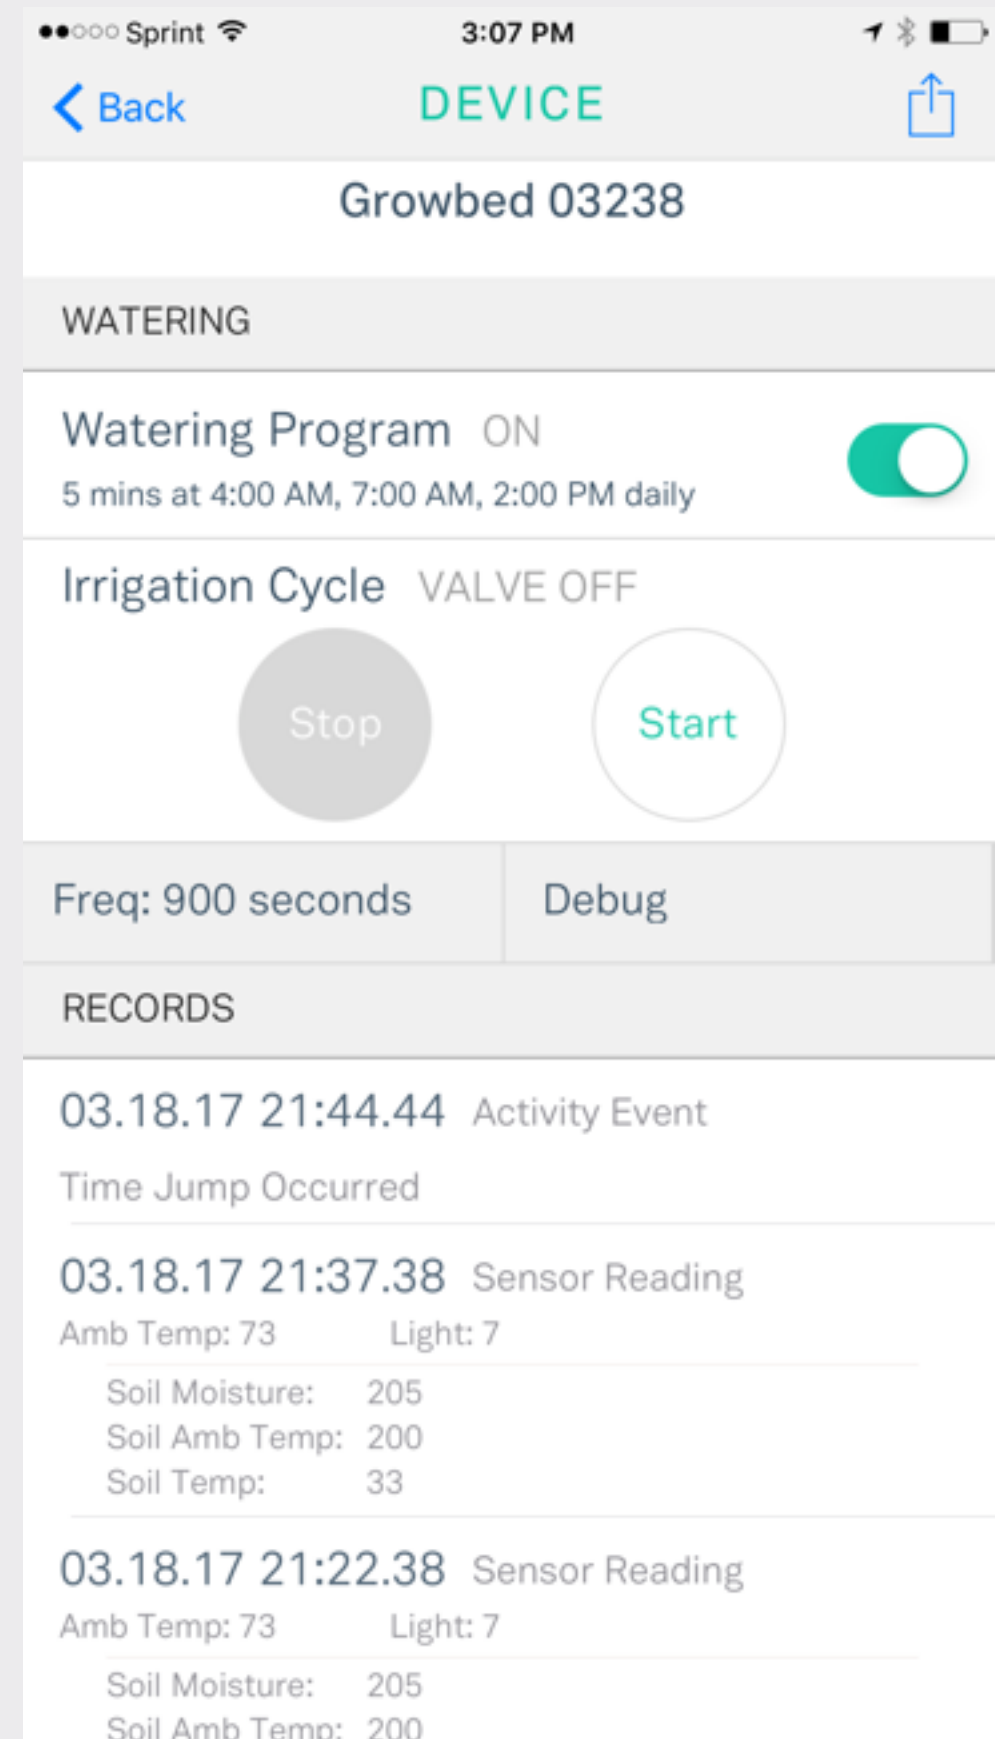 Sprint 3:07 PM
Back DEVICE
Growbed 03238
WATERING
Watering Program ON
5 mins at 4:00 AM, 7:00 AM, 2:00 PM daily
Irrigation Cycle VALVE OFF
Stop Start
Freq: 900 seconds Debug
RECORDS
03.18.17 21:44.44 Activity Event
Time Jump Occurred
03.18.17 21:37.38 Sensor Reading
Amb Temp: 73 Light: 7
Soil Moisture: 205
Soil Amb Temp: 200
Soil Temp: 33
03.18.17 21:22.38 Sensor Reading
Amb Temp: 73 Light: 7
Soil Moisture: 205
Soil Amb Temp: 200